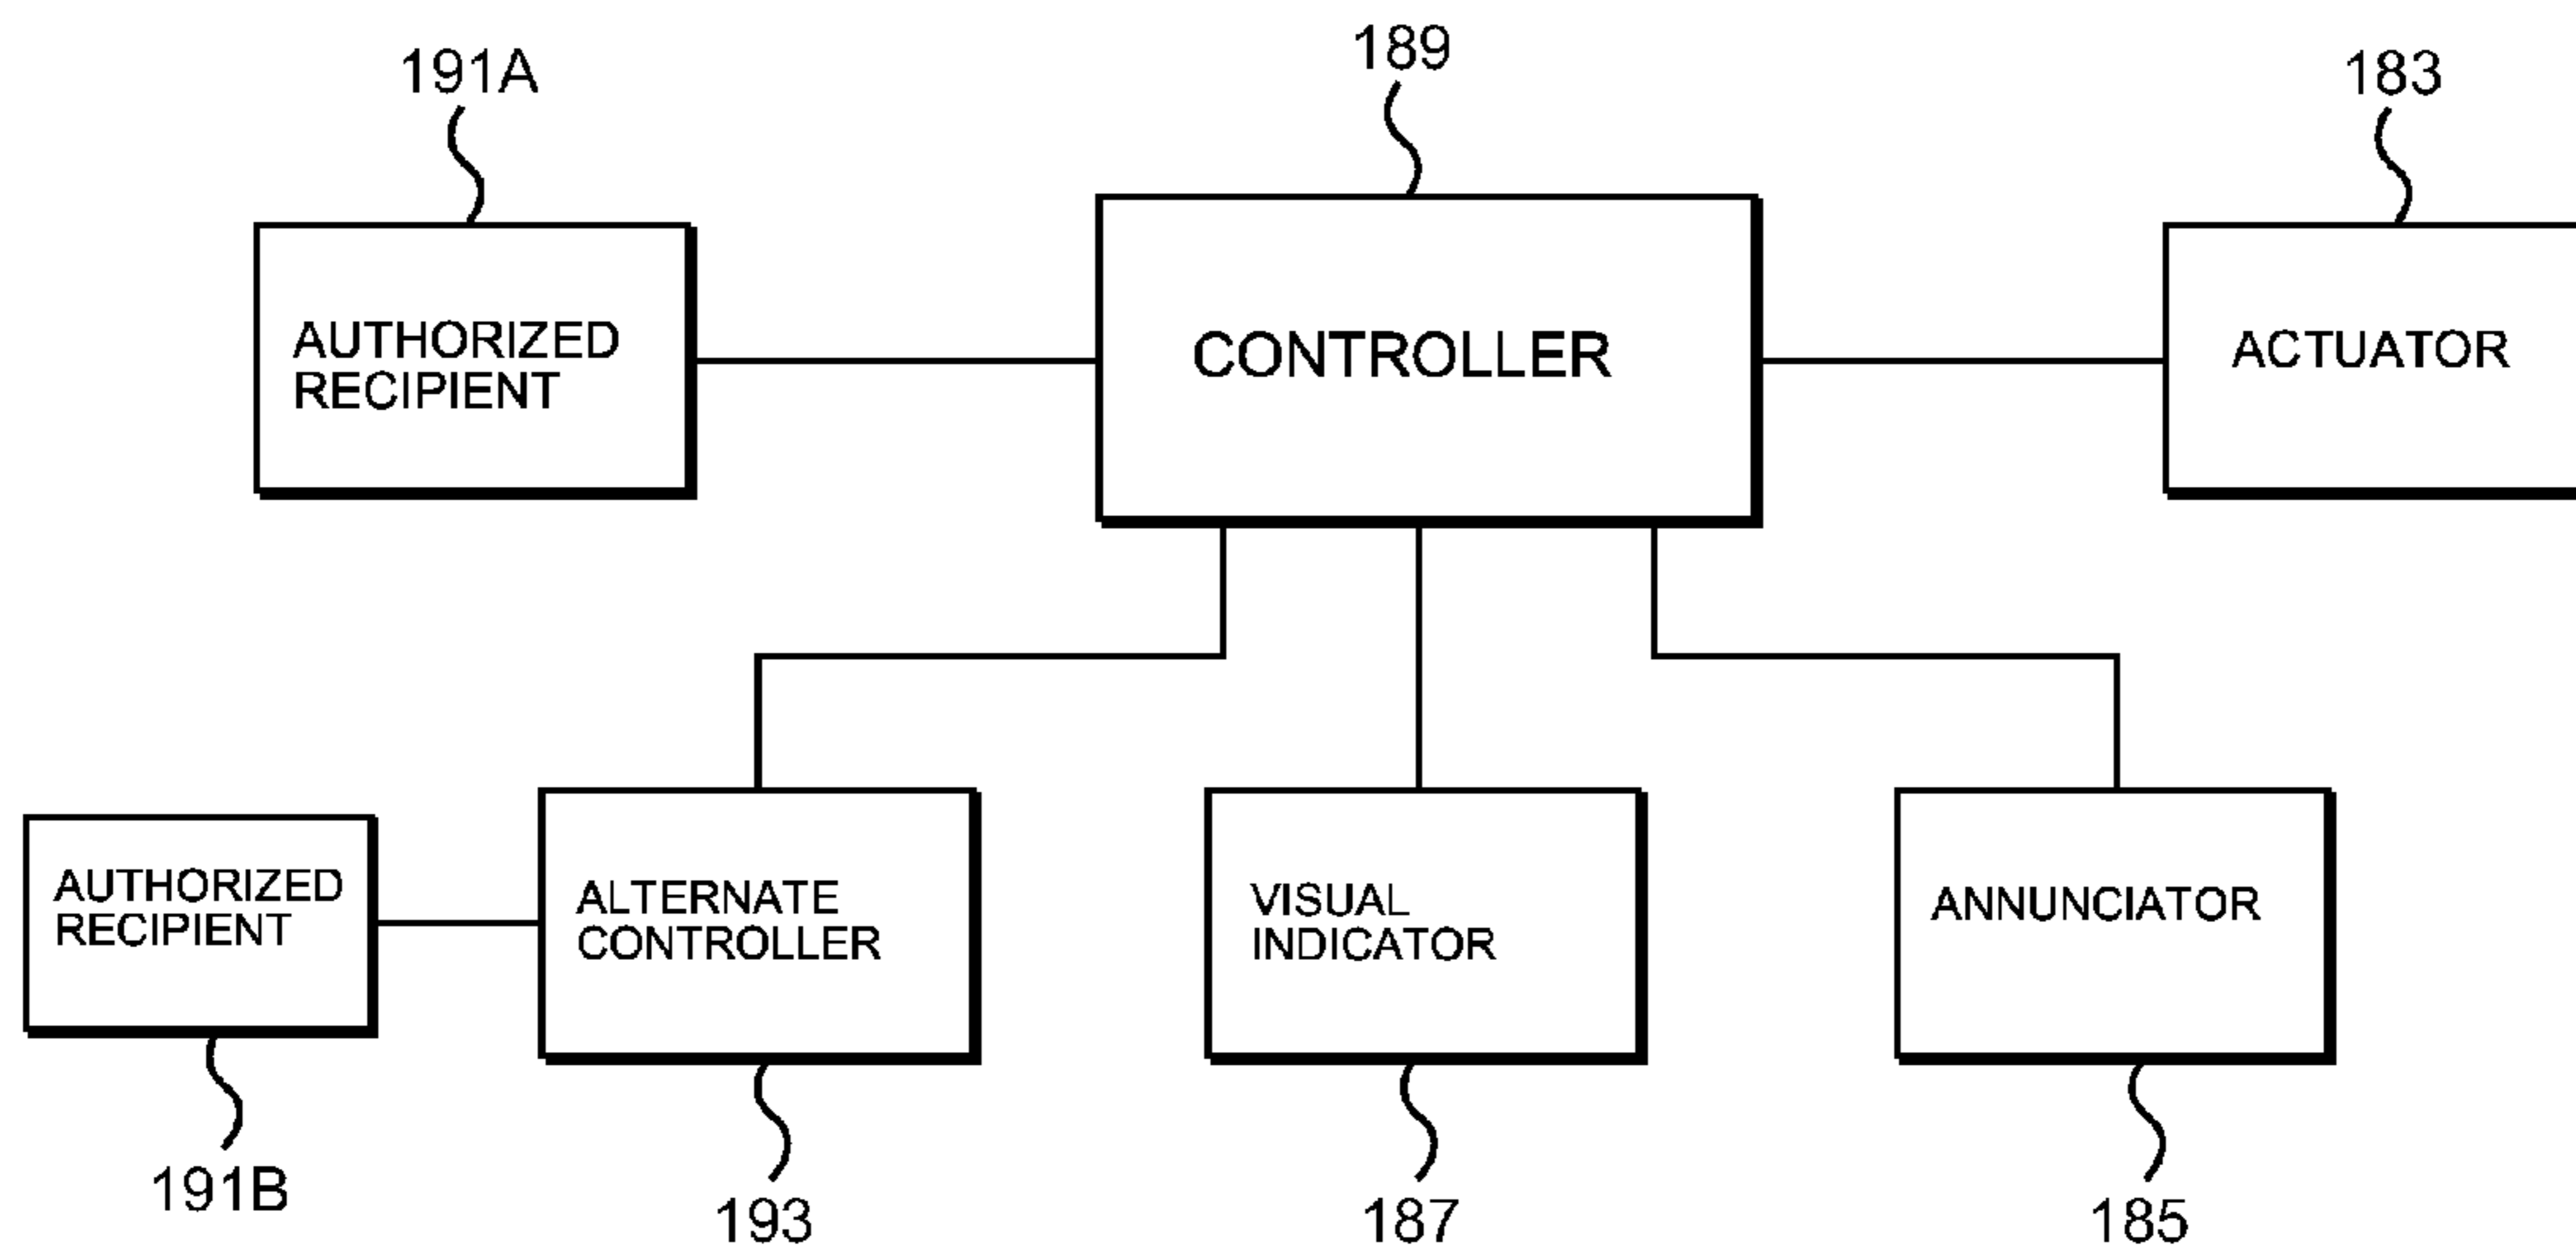 191A
189
183
AUTHORIZED
RECIPIENT
CONTROLLER
ACTUATOR
AUTHORIZED
RECIPIENT
ALTERNATE
CONTROLLER
VISUAL
INDICATOR
ANNUNCIATOR
191B
193
187
185